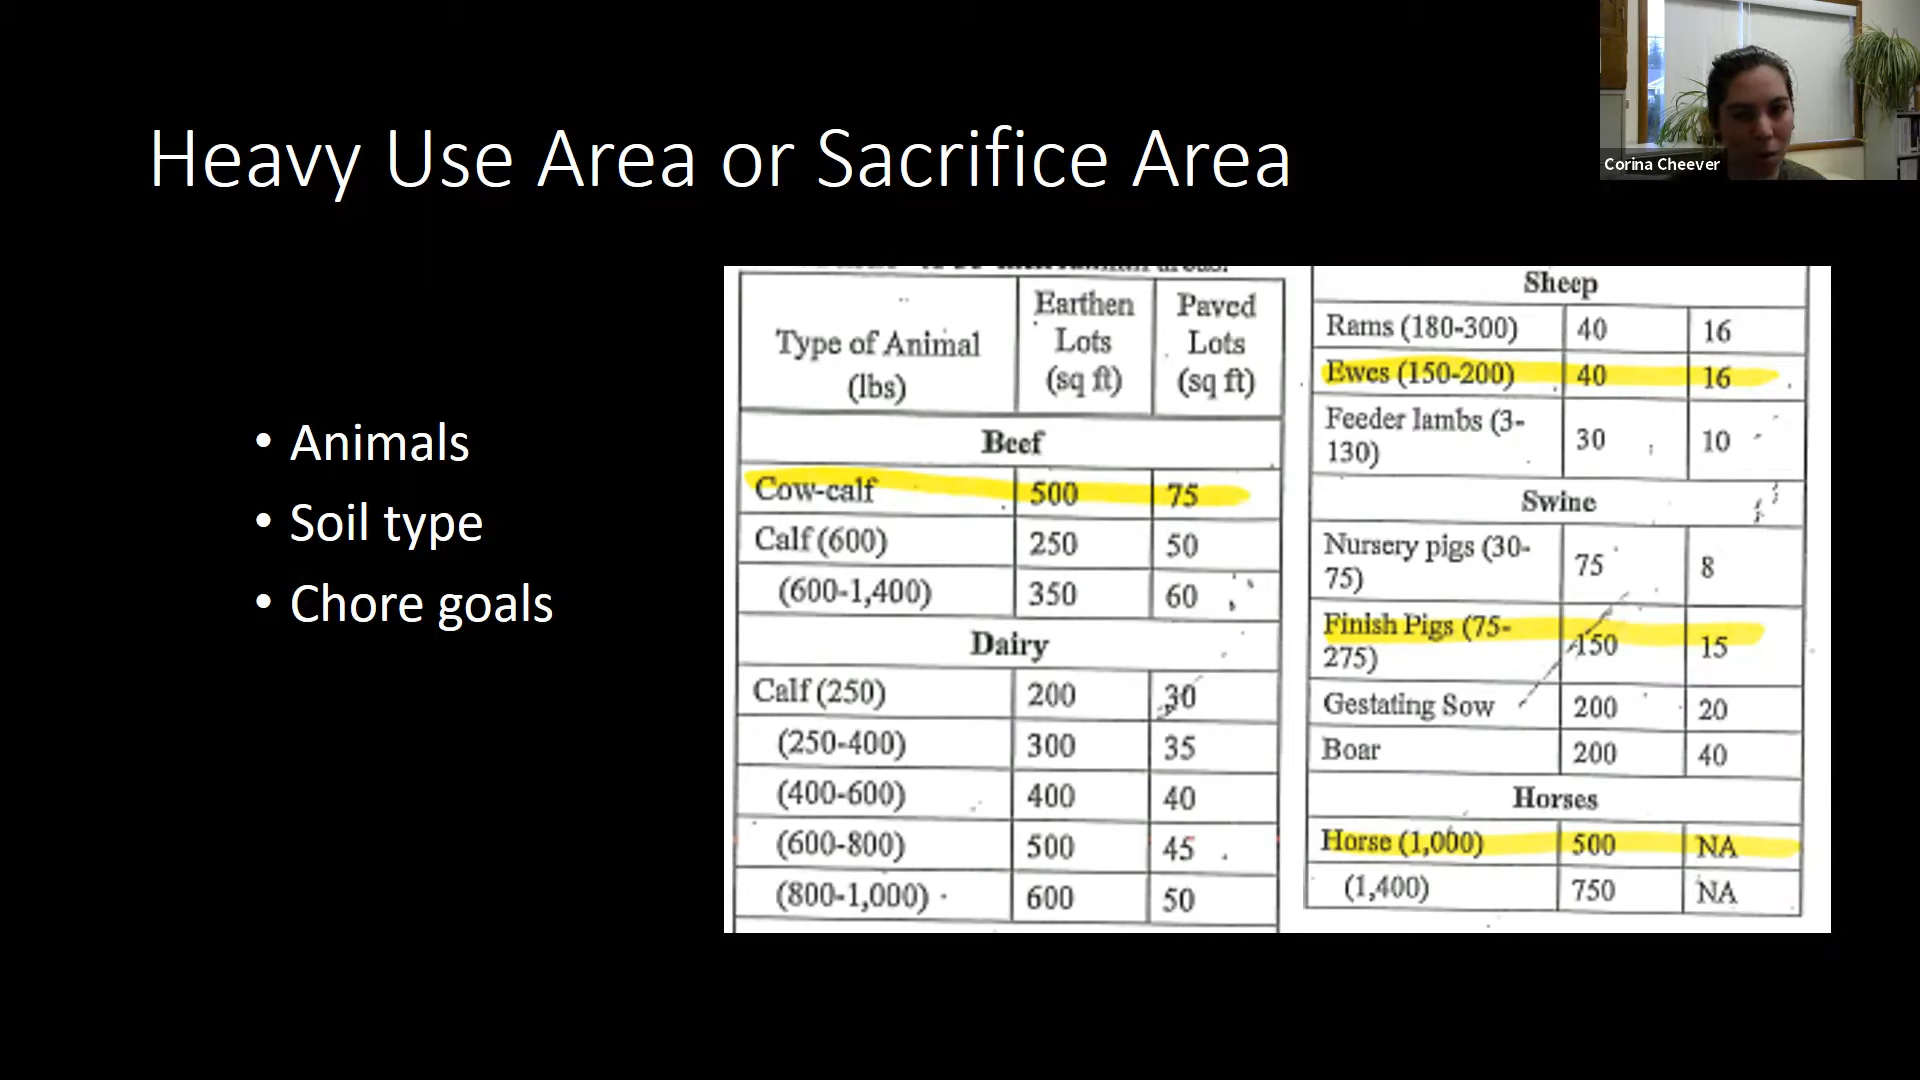 Heavy Use Area or Sacrifice Area
Corina Cheever
• Animals
• Soil type
• Chore goals
Type of Animal (lbs) Earthen Lots (sq ft) Paved Lots (sq ft)
Beef
Cow-calf 500 75
Calf (600) 250 50
(600-1,400) 350 60
Dairy
Calf (250) 200 30
(250-400) 300 35
(400-600) 400 40
(600-800) 500 45
(800-1,000) 600 50
Sheep
Rams (180-300) 40 16
Ewes (150-200) 40 16
Feeder lambs (3-130) 30 10
Swine
Nursery pigs (30-75) 75 8
Finish Pigs (75-275) 150 15
Gestating Sow 200 20
Boar 200 40
Horses
Horse (1,000) 500 NA
(1,400) 750 NA